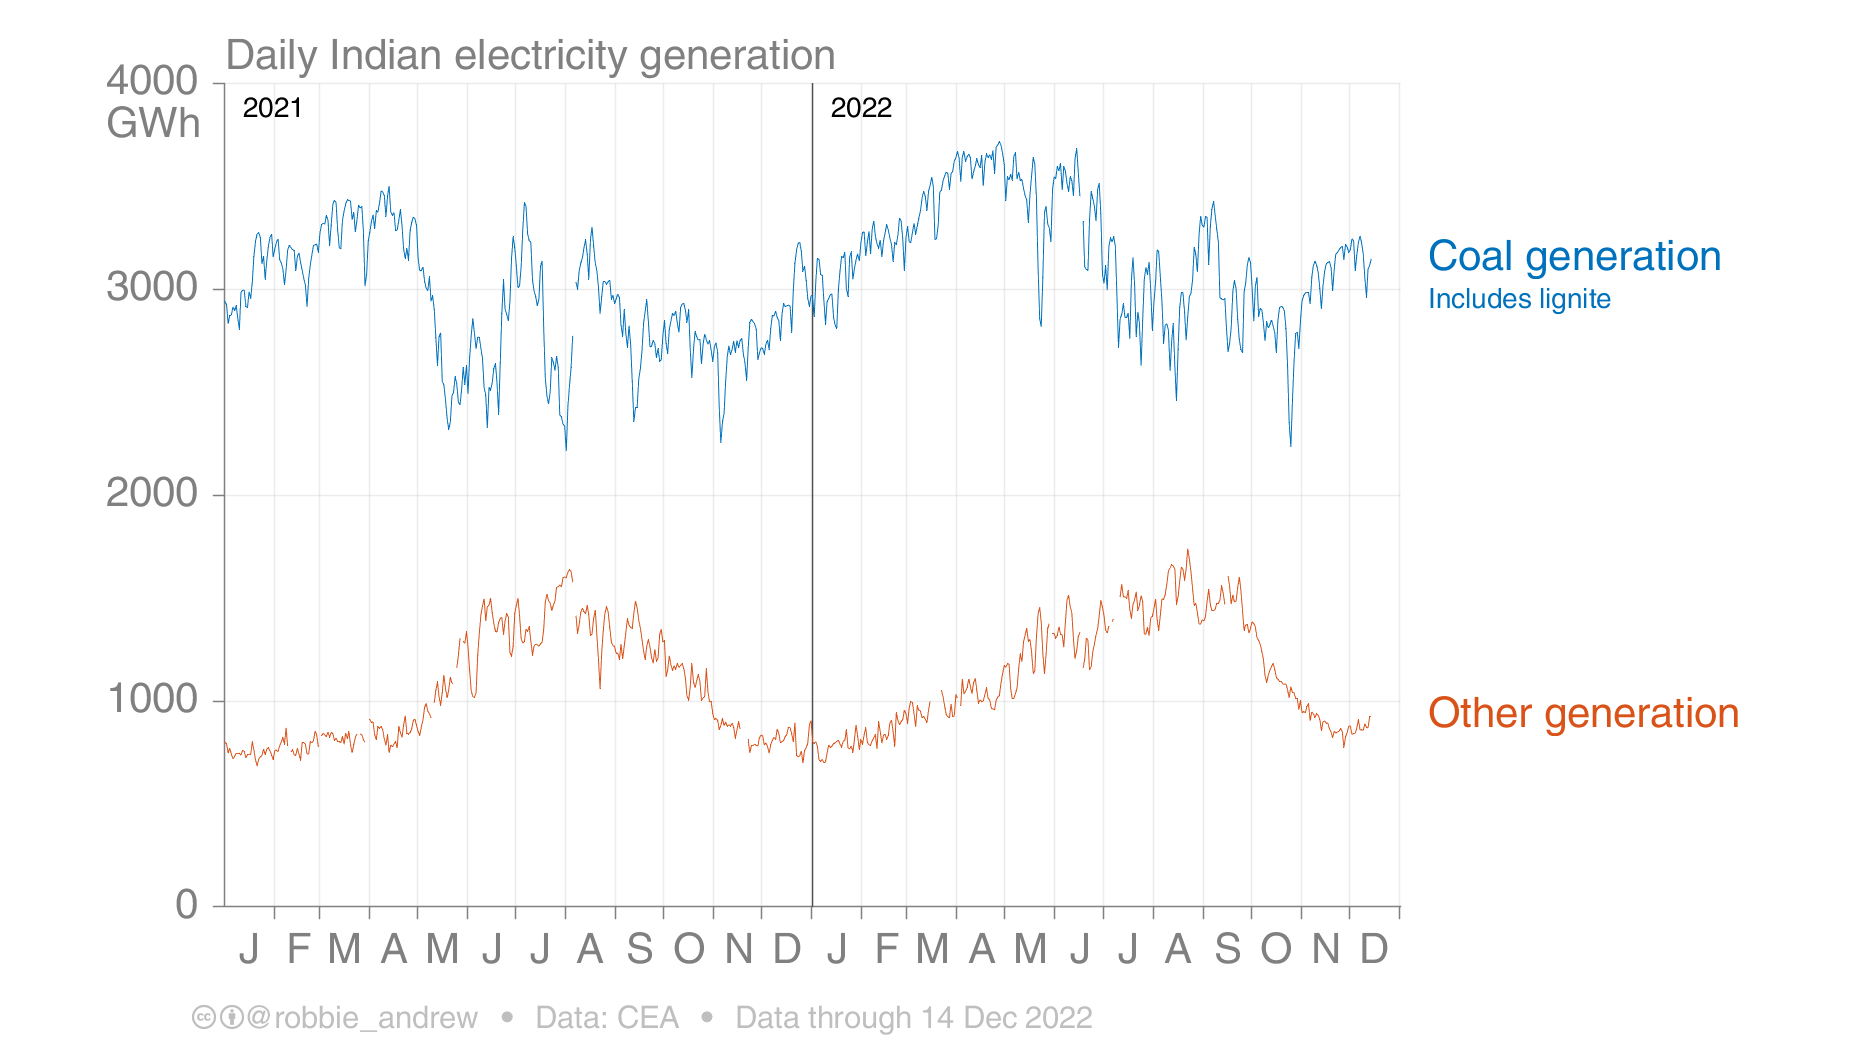 Daily Indian electricity generation
4000
GWh
2021
2022
3000
2000
1000
0
Coal generation
Includes lignite
Other generation
J F M A M J J A S O N D J F M A M J J A S O N D
@robbie_andrew • Data: CEA • Data through 14 Dec 2022